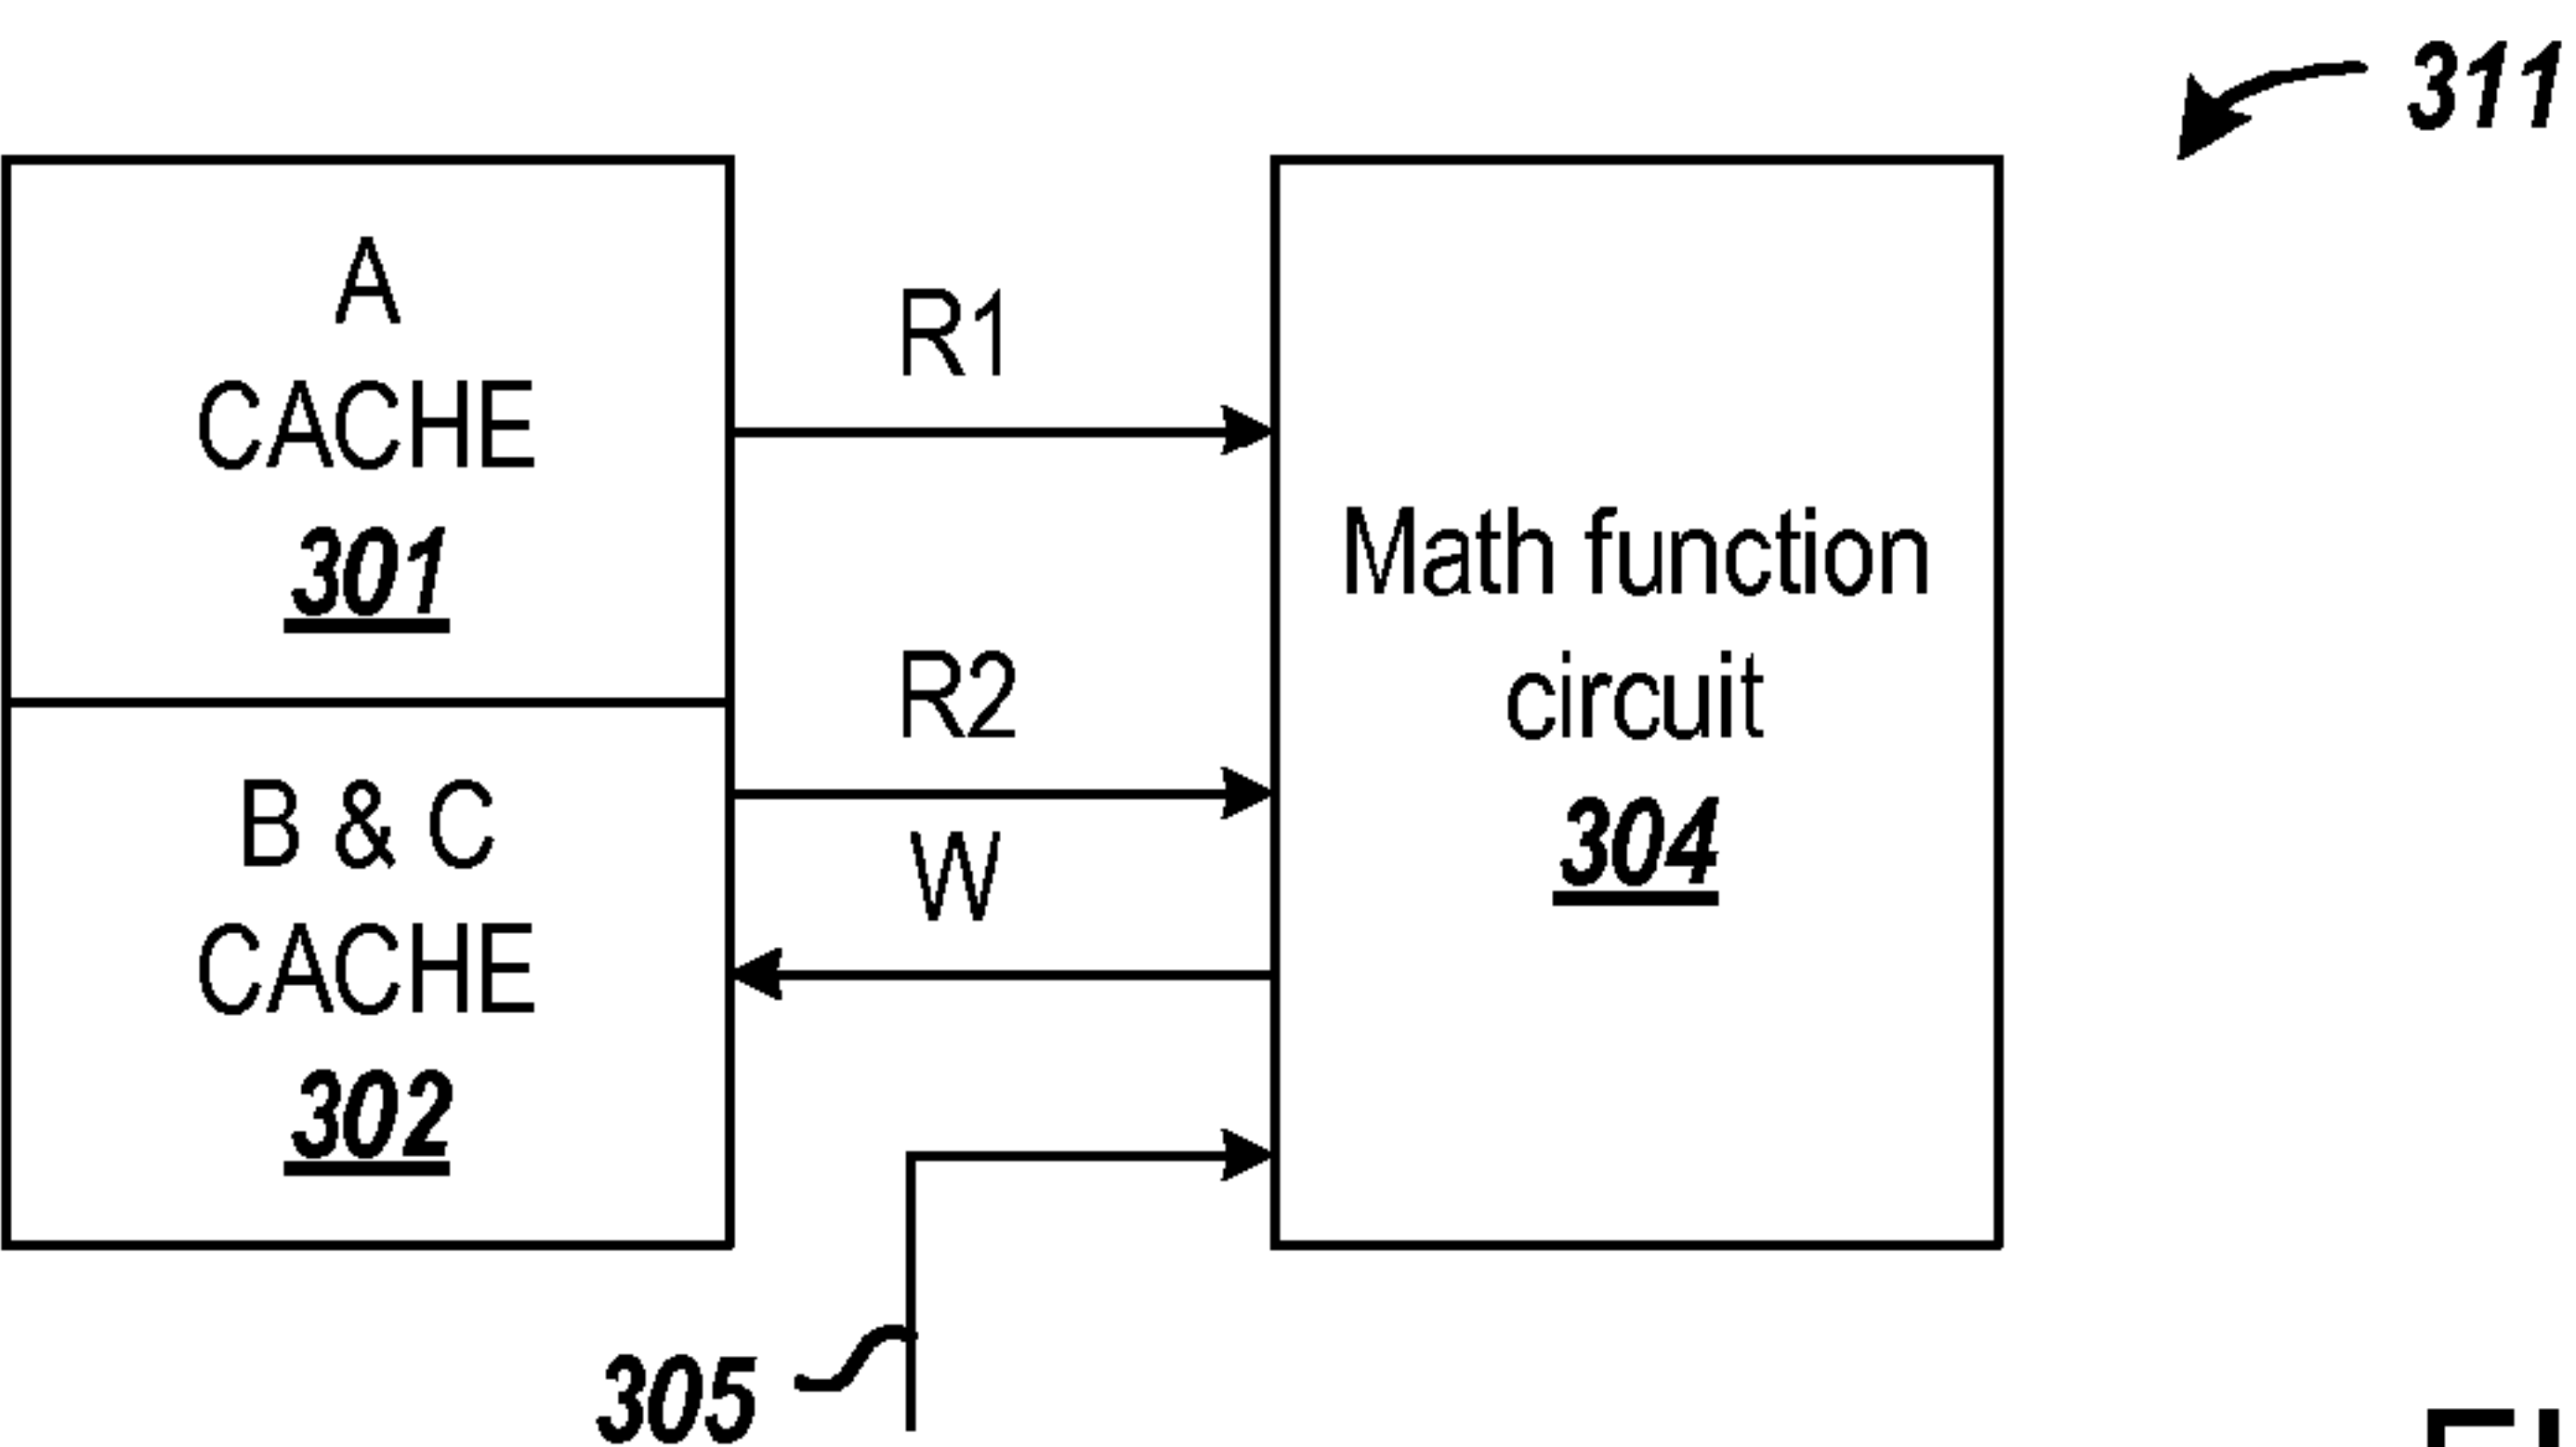 311
A
CACHE
301
R1
Math function
circuit
304
R2
B & C
CACHE
302
W
305